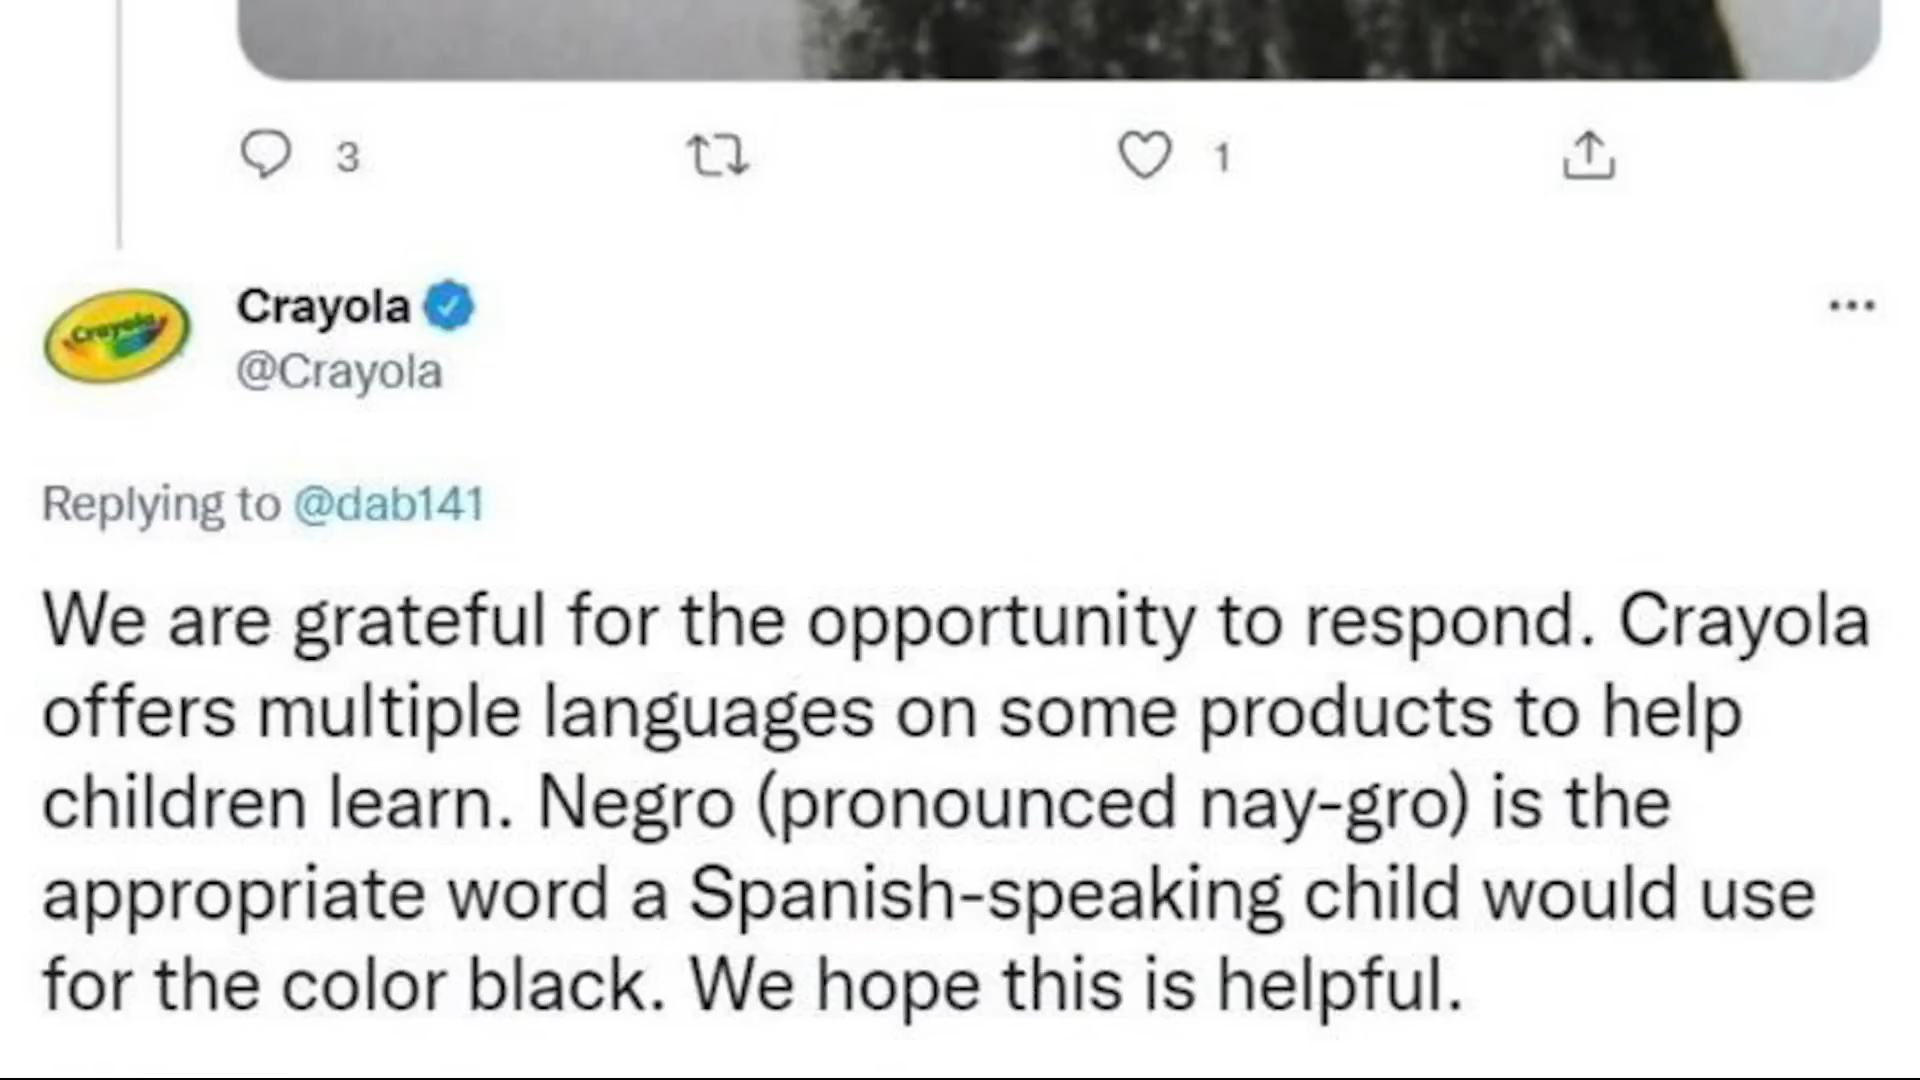 3 1
Crayola
Crayola
@Crayola
Replying to @dab141
We are grateful for the opportunity to respond. Crayola
offers multiple languages on some products to help
children learn. Negro (pronounced nay-gro) is the
appropriate word a Spanish-speaking child would use
for the color black. We hope this is helpful.